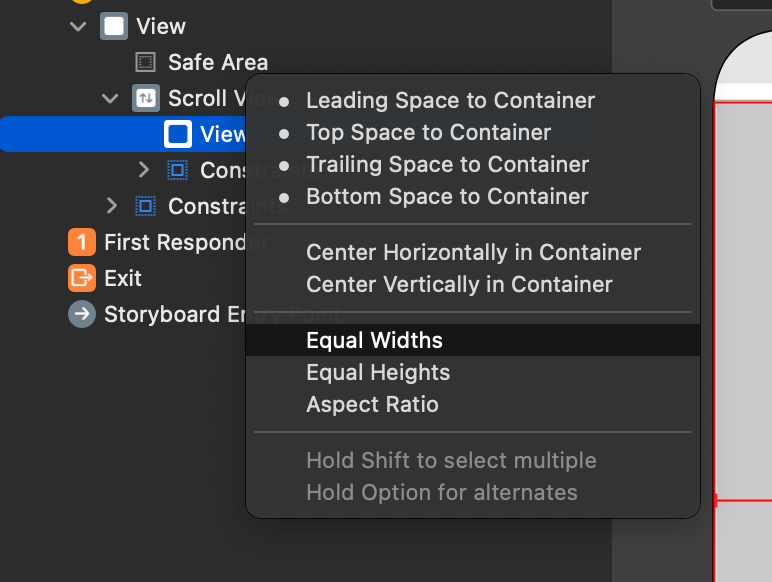 View
Safe Area
Scroll View
View
Constraints
Constraints
1 First Responder
Exit
Storyboard Entry Point
Leading Space to Container
Top Space to Container
Trailing Space to Container
Bottom Space to Container
Center Horizontally in Container
Center Vertically in Container
Equal Widths
Equal Heights
Aspect Ratio
Hold Shift to select multiple
Hold Option for alternates